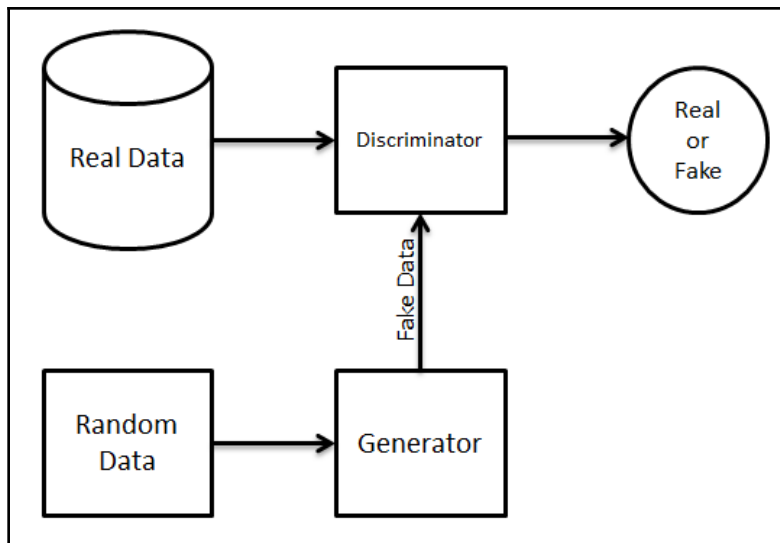 Real Data
Discriminator
Real
or
Fake
Fake Data
Random
Data
Generator